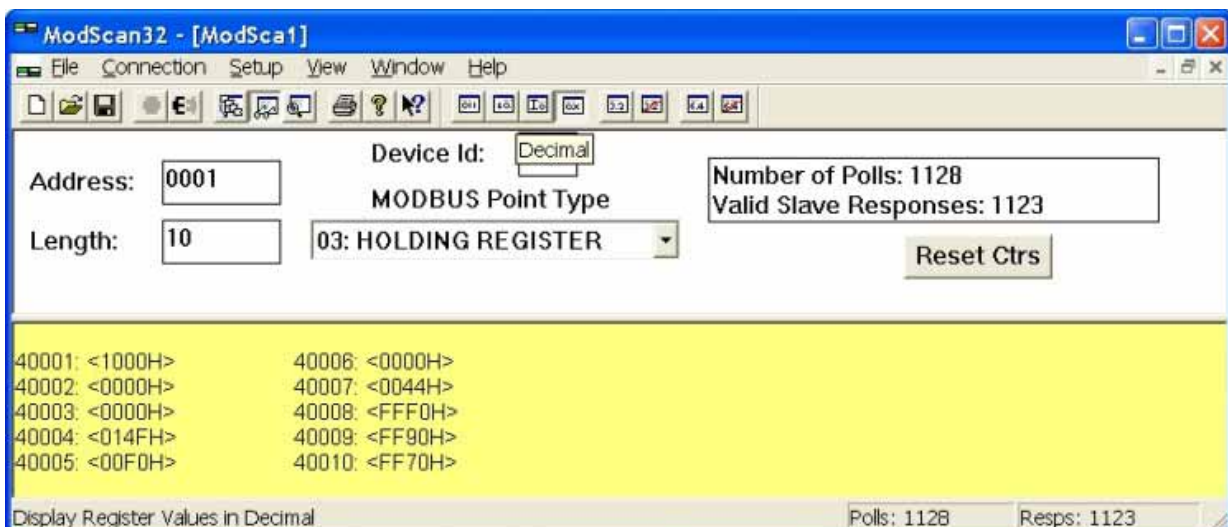 ModScan32 - [ModSca1]
File Connection Setup View Window Help
Device Id: Decimal
Address: 0001
MODBUS Point Type
Length: 10
03: HOLDING REGISTER
Number of Polls: 1128
Valid Slave Responses: 1123
Reset Ctrs
40001: <1000H> 40006: <0000H>
40002: <0000H> 40007: <0044H>
40003: <0000H> 40008: <FFF0H>
40004: <014FH> 40009: <FF90H>
40005: <00F0H> 40010: <FF70H>
Display Register Values in Decimal Polls: 1128 Resps: 1123